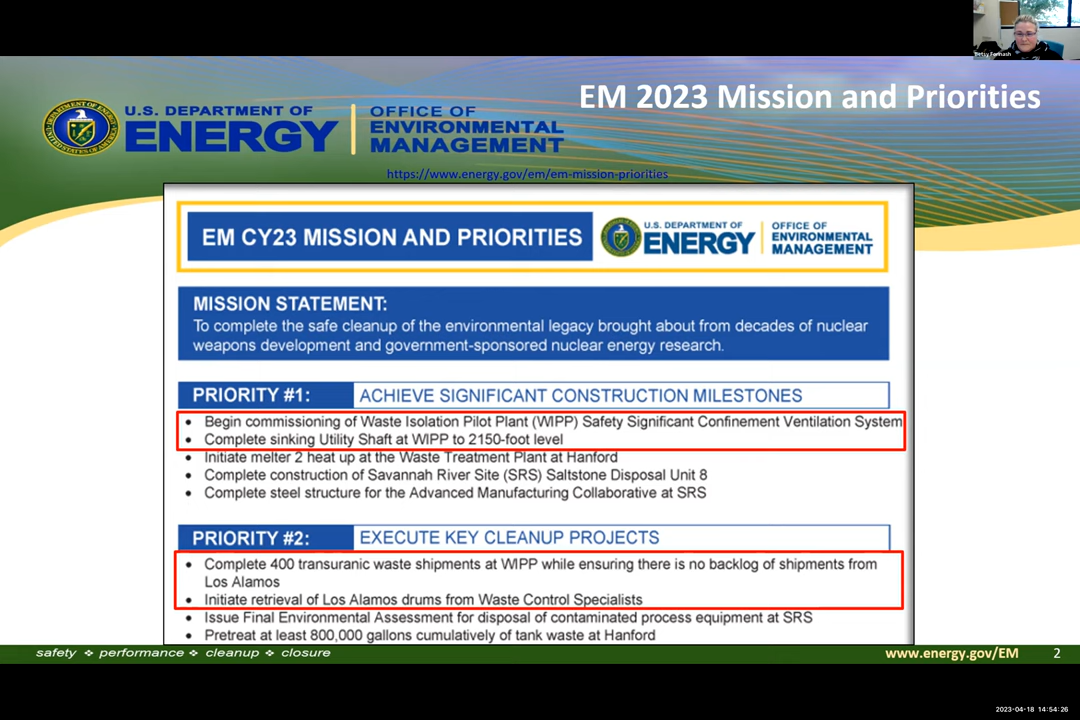 Betsy Forinash
EM 2023 Mission and Priorities
U.S. DEPARTMENT OF
ENERGY
OFFICE OF
ENVIRONMENTAL
MANAGEMENT
https://www.energy.gov/em/em-mission-priorities
EM CY23 MISSION AND PRIORITIES
U.S. DEPARTMENT OF
ENERGY
OFFICE OF
ENVIRONMENTAL
MANAGEMENT
MISSION STATEMENT:
To complete the safe cleanup of the environmental legacy brought about from decades of nuclear
weapons development and government-sponsored nuclear energy research.
PRIORITY #1: ACHIEVE SIGNIFICANT CONSTRUCTION MILESTONES
• Begin commissioning of Waste Isolation Pilot Plant (WIPP) Safety Significant Confinement Ventilation System
• Complete sinking Utility Shaft at WIPP to 2150-foot level
• Initiate melter 2 heat up at the Waste Treatment Plant at Hanford
• Complete construction of Savannah River Site (SRS) Saltstone Disposal Unit 8
• Complete steel structure for the Advanced Manufacturing Collaborative at SRS
PRIORITY #2: EXECUTE KEY CLEANUP PROJECTS
• Complete 400 transuranic waste shipments at WIPP while ensuring there is no backlog of shipments from
Los Alamos
• Initiate retrieval of Los Alamos drums from Waste Control Specialists
• Issue Final Environmental Assessment for disposal of contaminated process equipment at SRS
• Pretreat at least 800,000 gallons cumulatively of tank waste at Hanford
safety ❖ performance ❖ cleanup ❖ closure
www.energy.gov/EM 2
2023-04-18 14:54:26